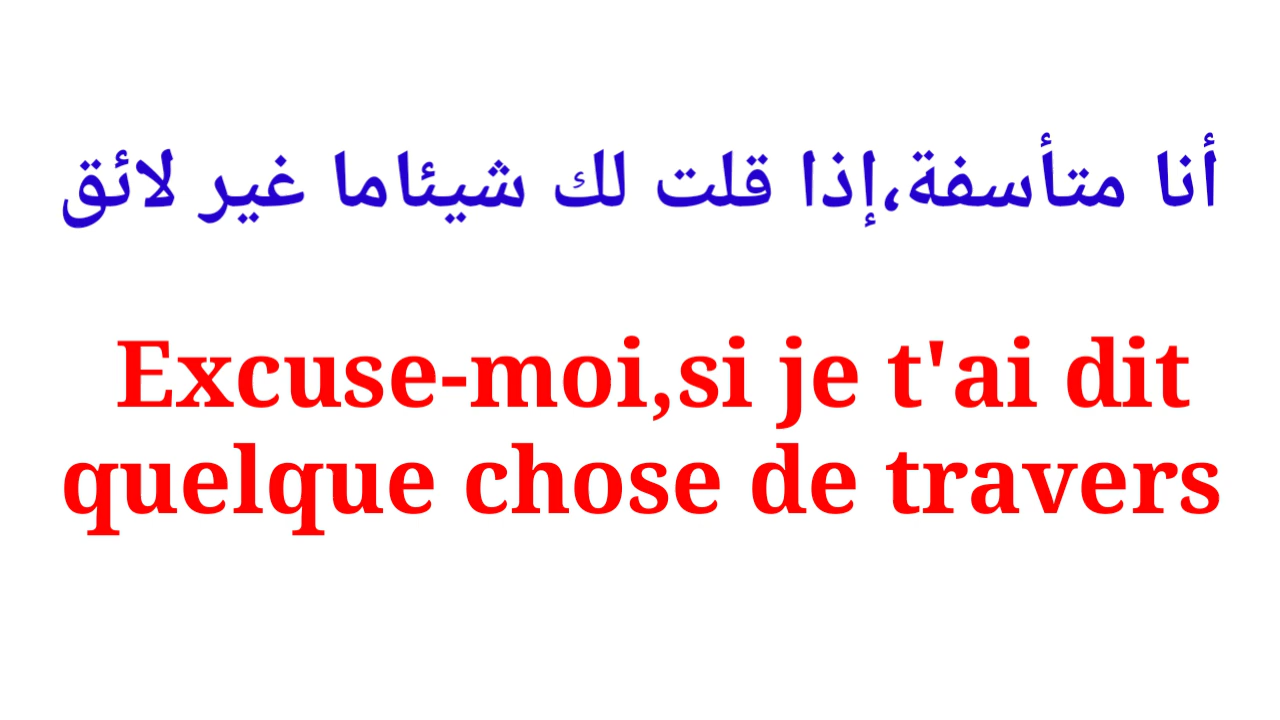 أنا متأسفة،إذا قلت لك شيئاما غير لائق
Excuse-moi,si je t'ai dit
quelque chose de travers